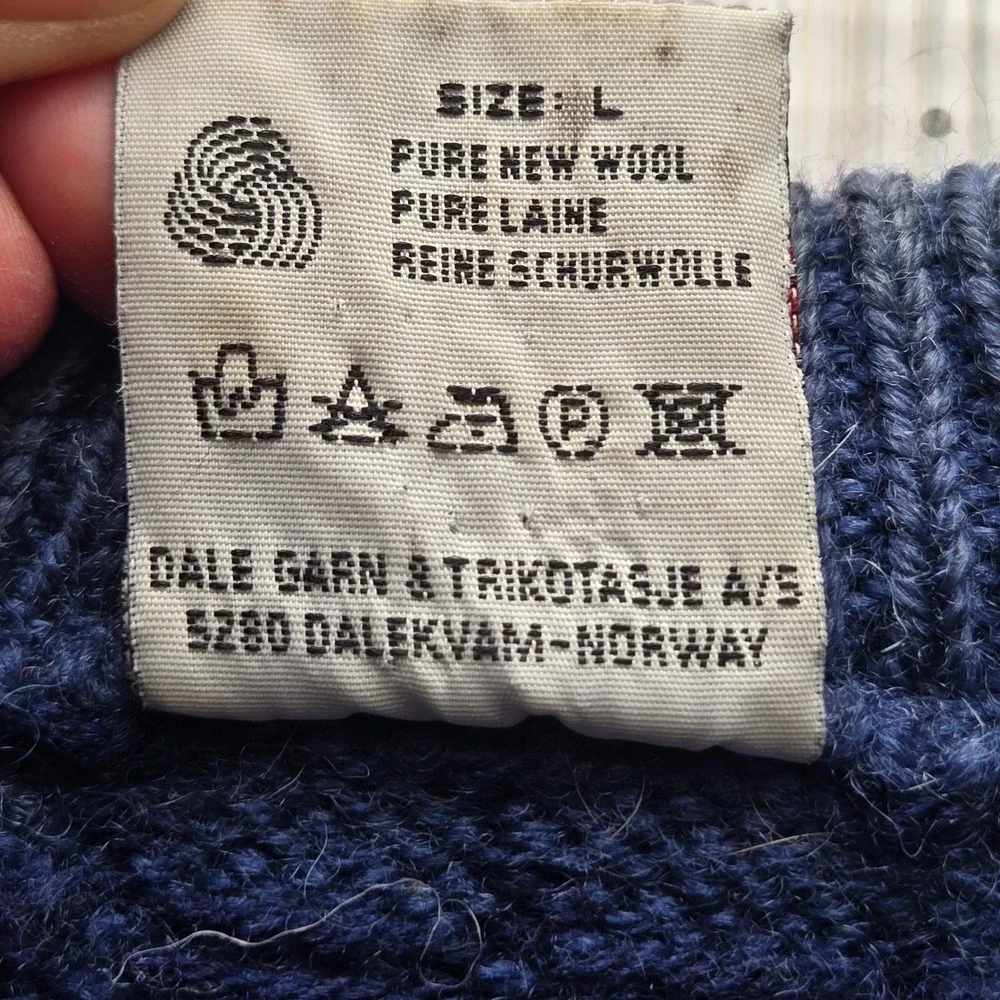 SIZE: L
PURE NEW WOOL
PURE LAINE
REINE SCHURWOLLE
P
DALE GARN & TRIKOTASJE A/S
5280 DALEKVAM-NORWAY